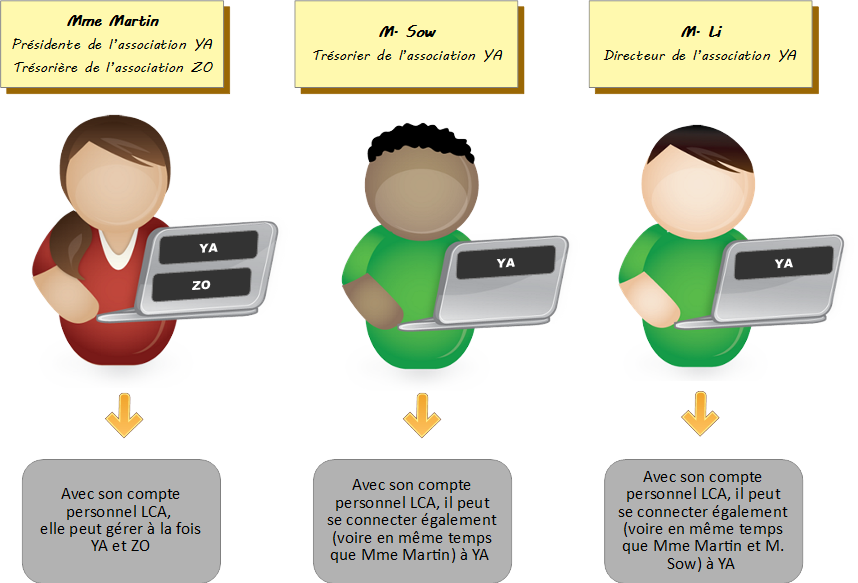 Mme Martin
Présidente de l'association YA
Trésorière de l'association ZO
M. Sow
Trésorier de l'association YA
M. Li
Directeur de l'association YA
YA
ZO
YA
YA
Avec son compte
personnel LCA,
elle peut gérer à la fois
YA et ZO
Avec son compte
personnel LCA, il peut
se connecter également
(voire en même temps
que Mme Martin) à YA
Avec son compte
personnel LCA, il peut
se connecter également
(voire en même temps
que Mme Martin et M.
Sow) à YA